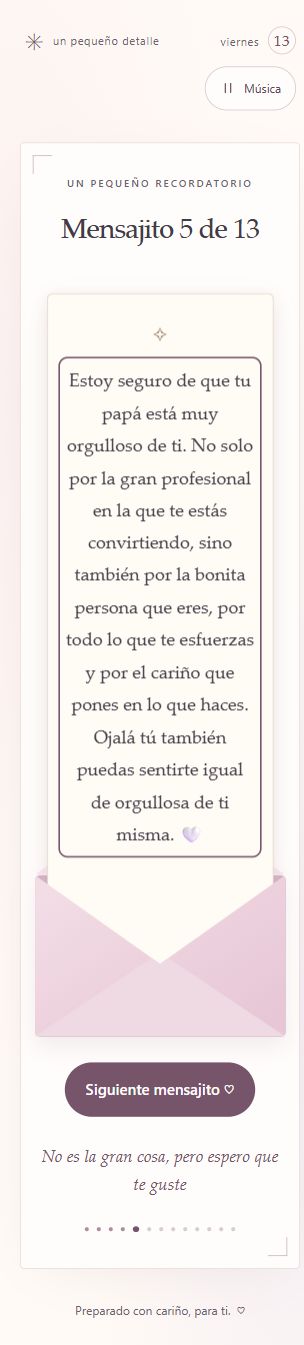 un pequeño detalle
viernes 13
Música
UN PEQUEÑO RECORDATORIO
Mensajito 5 de 13
Estoy seguro de que tu
papá está muy
orgulloso de ti. No solo
por la gran profesional
en la que te estás
convirtiendo, sino
también por la bonita
persona que eres, por
todo lo que te esfuerzas
y por el cariño que
pones en lo que haces.
Ojalá tú también
puedas sentirte igual
de orgullosa de ti
misma. 🤍
Siguiente mensajito ♡
No es la gran cosa, pero espero que
te guste
Preparado con cariño, para ti. ♡